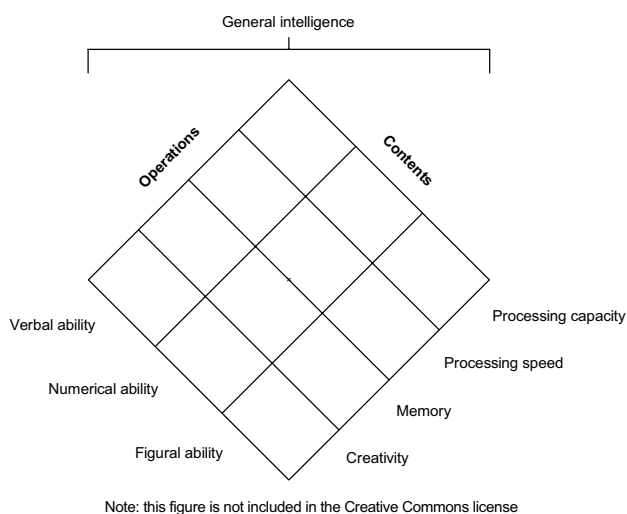 General intelligence
Operations
Contents
Processing capacity
Verbal ability
Processing speed
Numerical ability
Memory
Figural ability
Creativity
Note: this figure is not included in the Creative Commons license